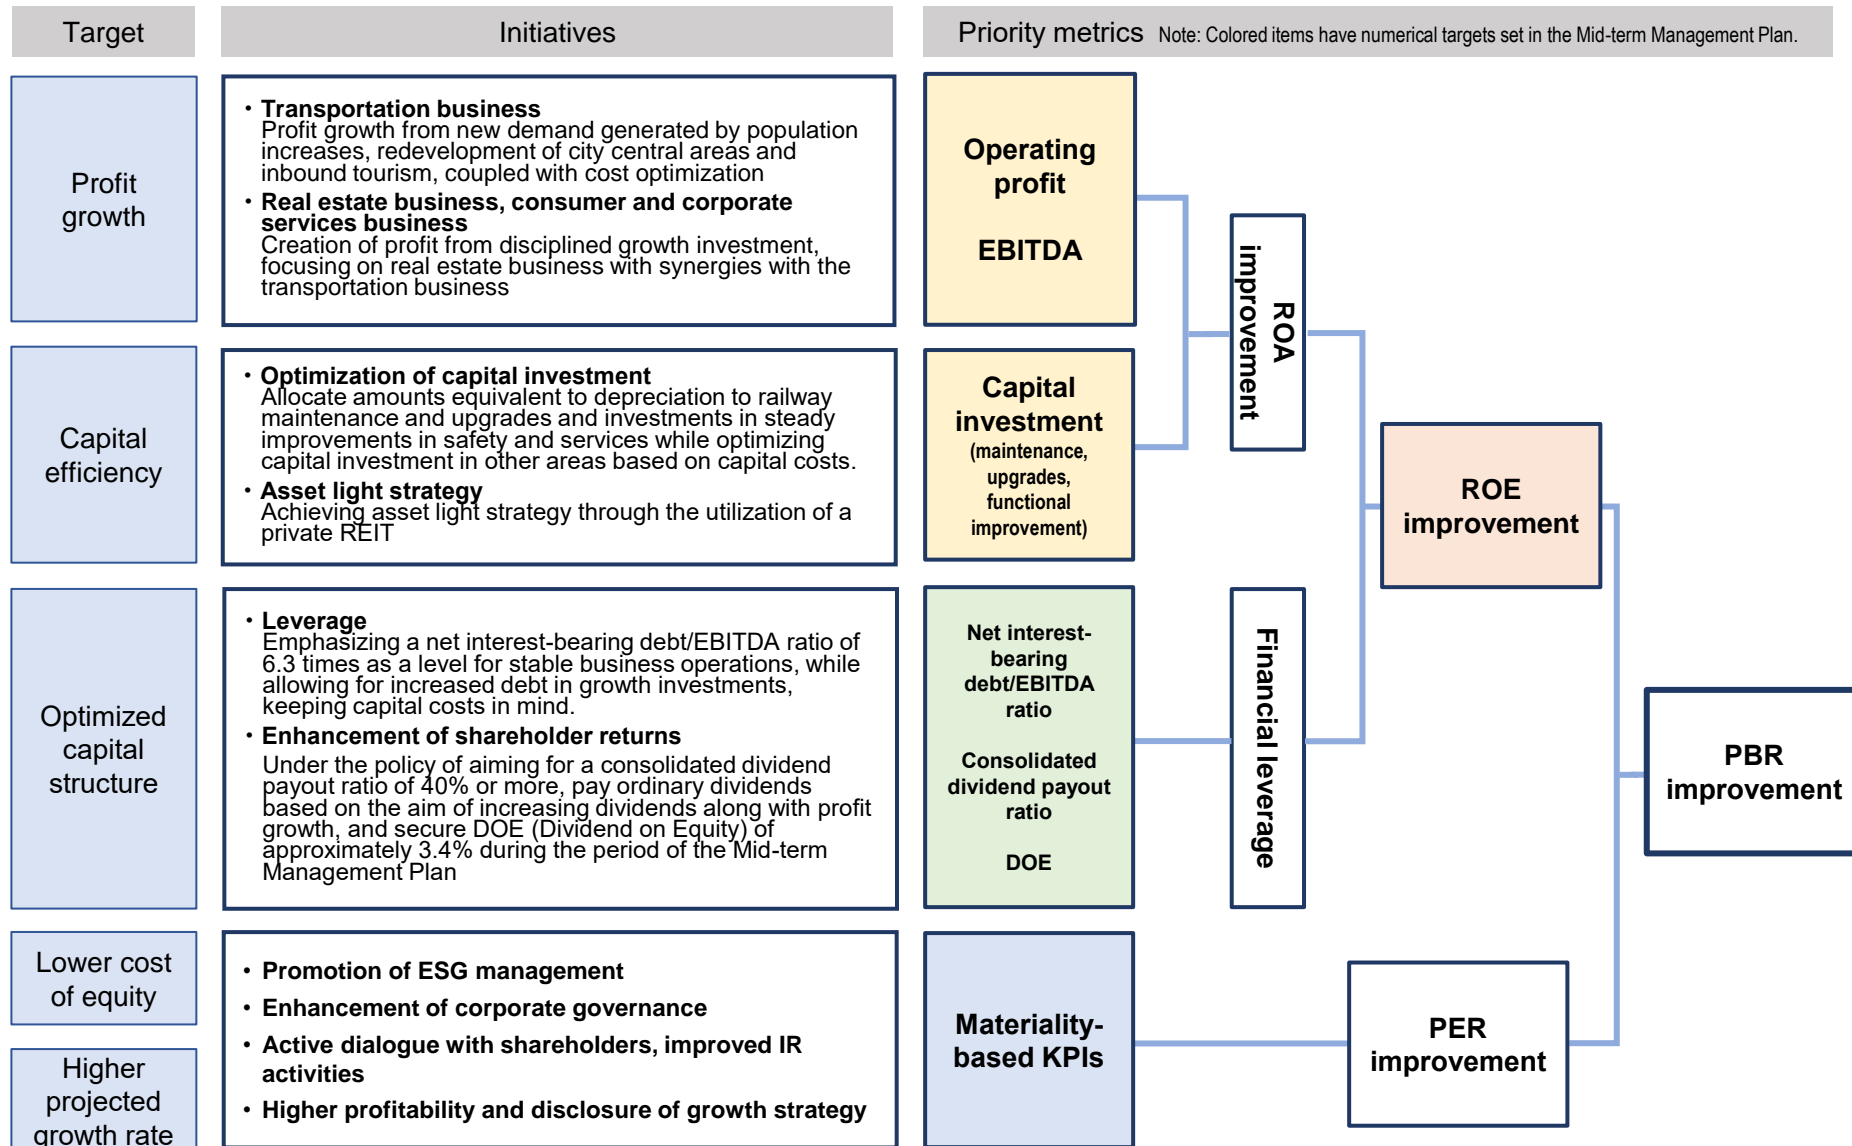 Target
Initiatives
Priority metrics Note: Colored items have numerical targets set in the Mid-term Management Plan.
Profit
growth
・Transportation business
Profit growth from new demand generated by population
increases, redevelopment of city central areas and
inbound tourism, coupled with cost optimization
・Real estate business, consumer and corporate
services business
Creation of profit from disciplined growth investment,
focusing on real estate business with synergies with the
transportation business
Operating
profit
EBITDA
ROA
improvement
Capital
efficiency
・Optimization of capital investment
Allocate amounts equivalent to depreciation to railway
maintenance and upgrades and investments in steady
improvements in safety and services while optimizing
capital investment in other areas based on capital costs.
・Asset light strategy
Achieving asset light strategy through the utilization of a
private REIT
Capital
investment
(maintenance,
upgrades,
functional
improvement)
ROE
improvement
Optimized
capital
structure
・Leverage
Emphasizing a net interest-bearing debt/EBITDA ratio of
6.3 times as a level for stable business operations, while
allowing for increased debt in growth investments,
keeping capital costs in mind.
・Enhancement of shareholder returns
Under the policy of aiming for a consolidated dividend
payout ratio of 40% or more, pay ordinary dividends
based on the aim of increasing dividends along with profit
growth, and secure DOE (Dividend on Equity) of
approximately 3.4% during the period of the Mid-term
Management Plan
Net interest-
bearing
debt/EBITDA
ratio
Consolidated
dividend payout
ratio
DOE
Financial leverage
PBR
improvement
Lower cost
of equity
Higher
projected
growth rate
・Promotion of ESG management
・Enhancement of corporate governance
・Active dialogue with shareholders, improved IR
activities
・Higher profitability and disclosure of growth strategy
Materiality-
based KPIs
PER
improvement